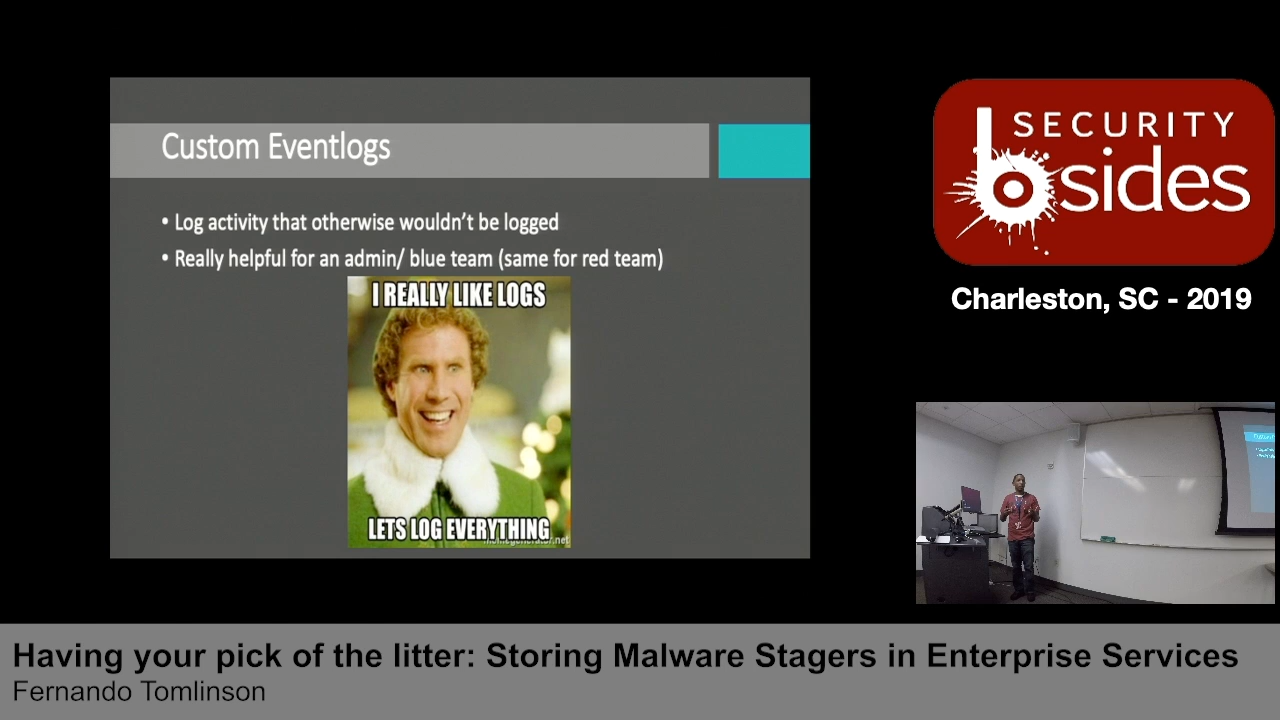 Custom Eventlogs
• Log activity that otherwise wouldn't be logged
• Really helpful for an admin/ blue team (same for red team)
I REALLY LIKE LOGS
LETS LOG EVERYTHING
memegenerator.net
SECURITY
bsides
Charleston, SC - 2019
Having your pick of the litter: Storing Malware Stagers in Enterprise Services
Fernando Tomlinson